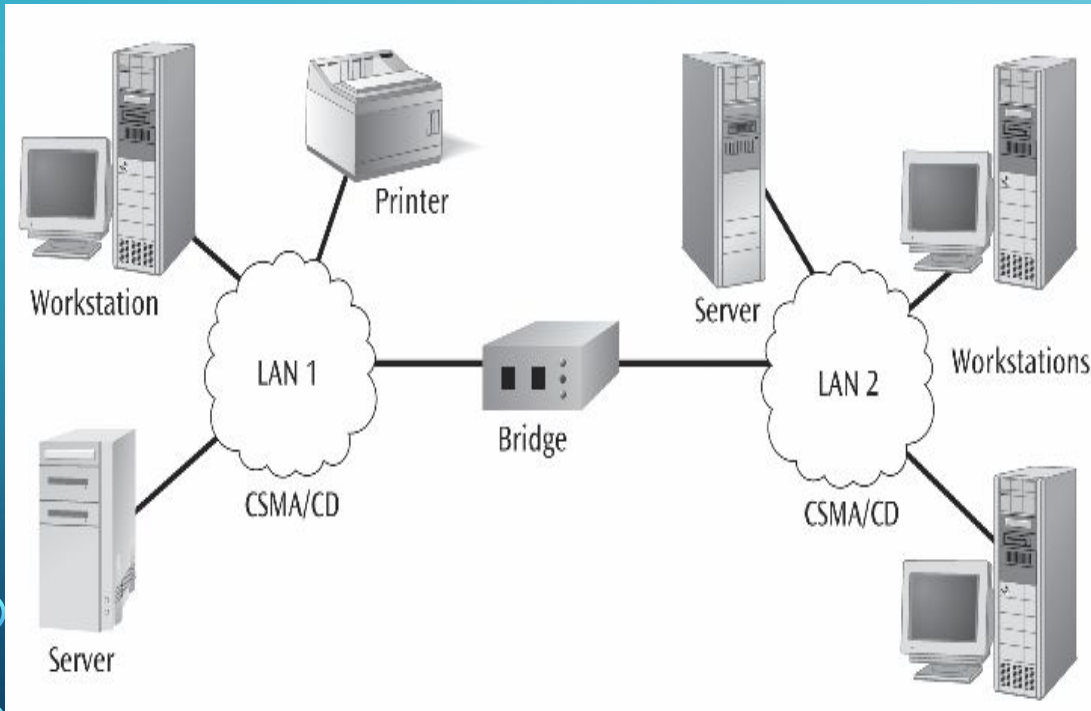 Printer
Workstation
Server
Workstations
LAN 1
LAN 2
Bridge
CSMA/CD
CSMA/CD
Server